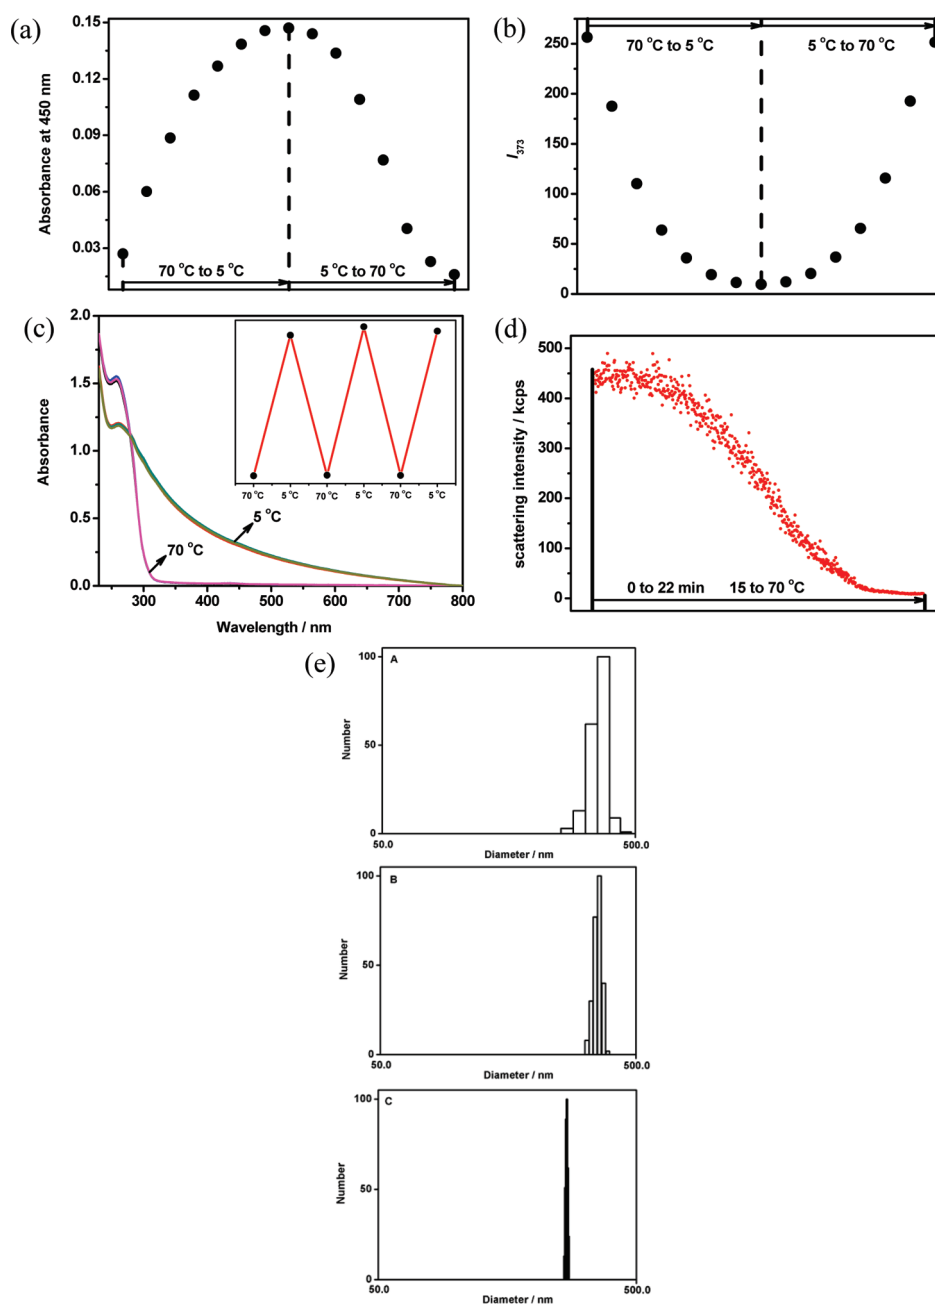 (a)
Absorbance at 450 nm
0.15
0.12
0.09
0.06
0.03
70 °C to 5 °C
5 °C to 70 °C
(b)
I373
250
200
150
100
50
0
70 °C to 5 °C
5 °C to 70 °C
(c)
Absorbance
2.0
1.5
1.0
0.5
0.0
70 °C
5 °C
70 °C
5 °C
70 °C
5 °C
5 °C
70 °C
300
400
500
600
700
800
Wavelength / nm
(d)
scattering intensity / kcps
500
400
300
200
100
0
0 to 22 min
15 to 70 °C
(e)
A
Number
100
50
0
50.0
500.0
Diameter / nm
B
Number
100
50
0
50.0
500.0
Diameter / nm
C
Number
100
50
0
50.0
500.0
Diameter / nm